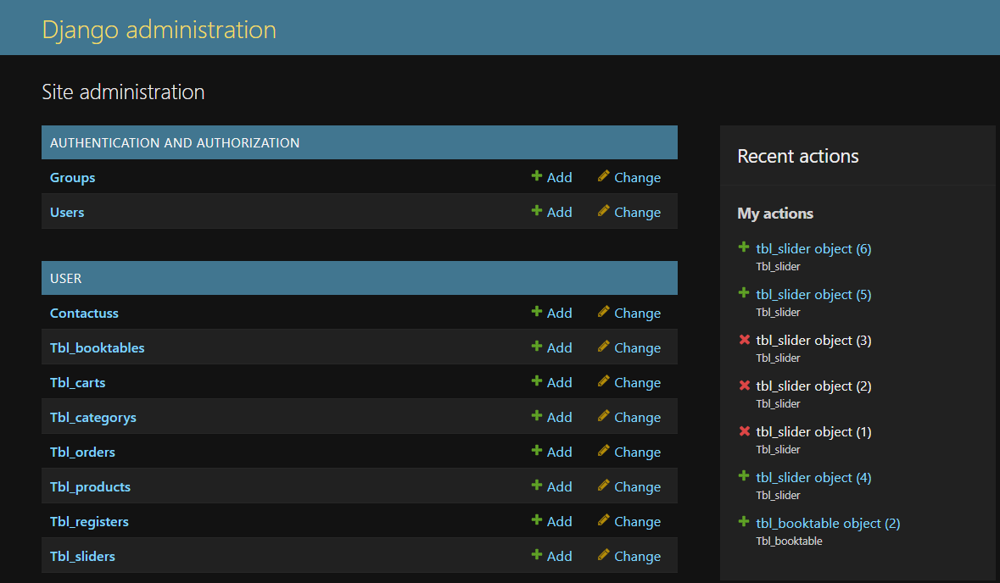 Django administration
Site administration
AUTHENTICATION AND AUTHORIZATION
Groups Add Change
Users Add Change
USER
Contactuss Add Change
Tbl_booktables Add Change
Tbl_carts Add Change
Tbl_categorys Add Change
Tbl_orders Add Change
Tbl_products Add Change
Tbl_registers Add Change
Tbl_sliders Add Change
Recent actions
My actions
tbl_slider object (6)
Tbl_slider
tbl_slider object (5)
Tbl_slider
tbl_slider object (3)
Tbl_slider
tbl_slider object (2)
Tbl_slider
tbl_slider object (1)
Tbl_slider
tbl_slider object (4)
Tbl_slider
tbl_booktable object (2)
Tbl_booktable